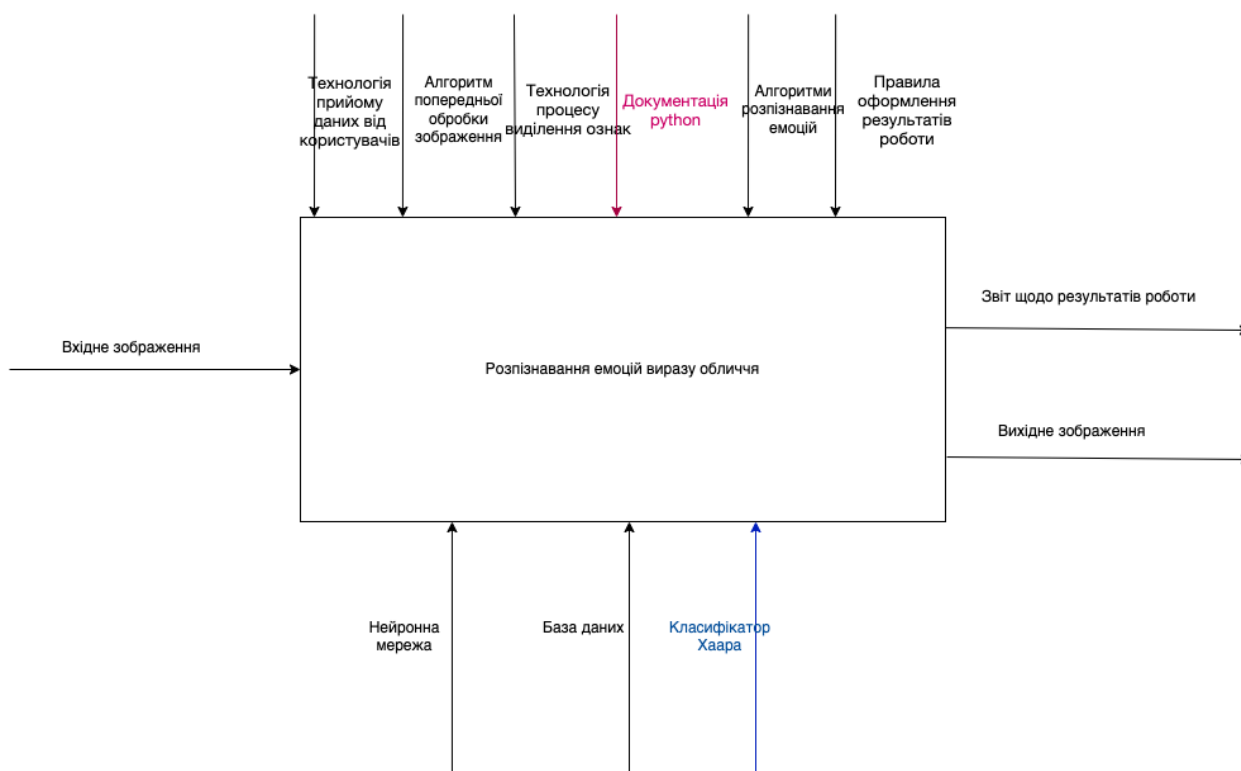 Технологія
прийому
даних від
користувачів
Алгоритм
попередньої
обробки
зображення
Технологія
процесу
виділення ознак
Документація
python
Алгоритми
розпізнавання
емоцій
Правила
оформлення
результатів
роботи
Вхідне зображення
Розпізнавання емоцій виразу обличчя
Звіт щодо результатів роботи
Вихідне зображення
Нейронна
мережа
База даних
Класифікатор
Хаара